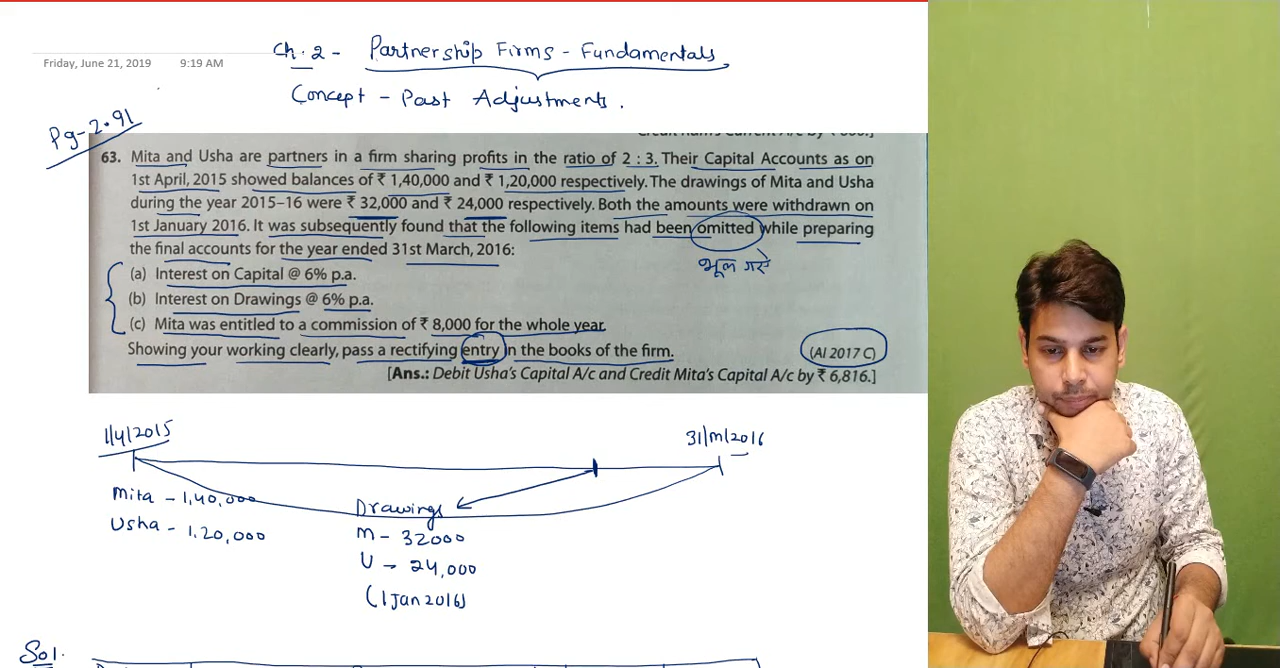 Ch. 2 - Partnership Firms - Fundamentals
Friday, June 21, 2019 9:19 AM
Concept - Past Adjustments.
Pg-2.91
63. Mita and Usha are partners in a firm sharing profits in the ratio of 2 : 3. Their Capital Accounts as on
1st April, 2015 showed balances of ₹ 1,40,000 and ₹ 1,20,000 respectively. The drawings of Mita and Usha
during the year 2015–16 were ₹ 32,000 and ₹ 24,000 respectively. Both the amounts were withdrawn on
1st January 2016. It was subsequently found that the following items had been omitted while preparing
the final accounts for the year ended 31st March, 2016:
भूल गये
(a) Interest on Capital @ 6% p.a.
(b) Interest on Drawings @ 6% p.a.
(c) Mita was entitled to a commission of ₹ 8,000 for the whole year.
Showing your working clearly, pass a rectifying entry in the books of the firm. (AI 2017 C)
[Ans.: Debit Usha's Capital A/c and Credit Mita's Capital A/c by ₹ 6,816.]
1/4/2015 31/m/2016
Mita - 1,40,000
Usha - 1,20,000
Drawings
M - 32000
U - 24,000
(1 Jan 2016)
Sol.